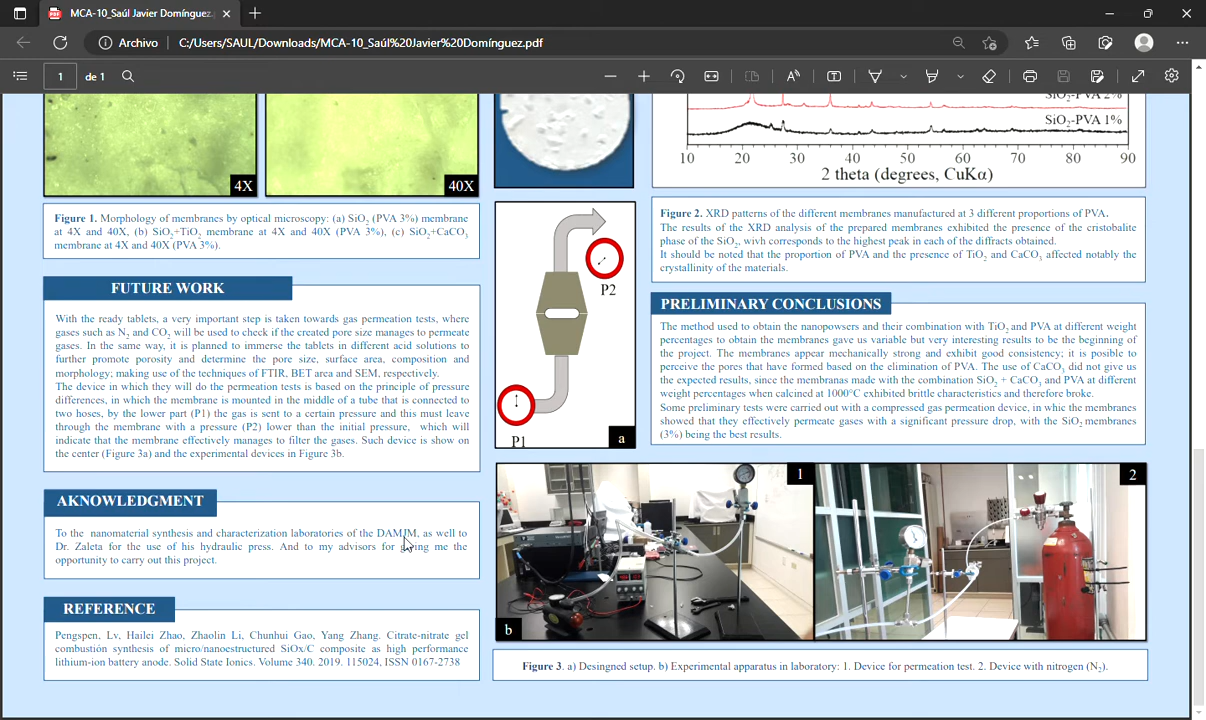 MCA-10_Saúl Javier Domínguez.
Archivo
C:/Users/SAUL/Downloads/MCA-10_Saúl%20Javier%20Domínguez.pdf
1 de 1
4X
40X
Figure 1. Morphology of membranes by optical microscopy: (a) SiO2 (PVA 3%) membrane
at 4X and 40X, (b) SiO2+TiO2 membrane at 4X and 40X (PVA 3%), (c) SiO2+CaCO3
membrane at 4X and 40X (PVA 3%).
FUTURE WORK
With the ready tablets, a very important step is taken towards gas permeation tests, where
gases such as N2 and CO2 will be used to check if the created pore size manages to permeate
gases. In the same way, it is planned to immerse the tablets in different acid solutions to
further promote porosity and determine the pore size, surface area, composition and
morphology; making use of the techniques of FTIR, BET area and SEM, respectively.
The device in which they will do the permeation tests is based on the principle of pressure
differences, in which the membrane is mounted in the middle of a tube that is connected to
two hoses, by the lower part (P1) the gas is sent to a certain pressure and this must leave
through the membrane with a pressure (P2) lower than the initial pressure, which will
indicate that the membrane effectively manages to filter the gases. Such device is show on
the center (Figure 3a) and the experimental devices in Figure 3b.
AKNOWLEDGMENT
To the nanomaterial synthesis and characterization laboratories of the DAMJM, as well to
Dr. Zaleta for the use of his hydraulic press. And to my advisors for giving me the
opportunity to carry out this project.
REFERENCE
Pengspen, Lv, Hailei Zhao, Zhaolin Li, Chunhui Gao, Yang Zhang. Citrate-nitrate gel
combustión synthesis of micro/nanoestructured SiOx/C composite as high performance
lithium-ion battery anode. Solid State Ionics. Volume 340. 2019. 115024, ISSN 0167-2738
P2
P1
a
SiO2-PVA 2%
SiO2-PVA 1%
10 20 30 40 50 60 70 80 90
2 theta (degrees, CuKα)
Figure 2. XRD patterns of the different membranes manufactured at 3 different proportions of PVA.
The results of the XRD analysis of the prepared membranes exhibited the presence of the cristobalite
phase of the SiO2, wivh corresponds to the highest peak in each of the diffracts obtained.
It should be noted that the proportion of PVA and the presence of TiO2 and CaCO3 affected notably the
crystallinity of the materials.
PRELIMINARY CONCLUSIONS
The method used to obtain the nanopowsers and their combination with TiO2 and PVA at different weight
percentages to obtain the membranes gave us variable but very interesting results to be the beginning of
the project. The membranes appear mechanically strong and exhibit good consistency; it is posible to
perceive the pores that have formed based on the elimination of PVA. The use of CaCO3 did not give us
the expected results, since the membranas made with the combination SiO2 + CaCO3 and PVA at different
weight percentages when calcined at 1000°C exhibited brittle characteristics and therefore broke.
Some preliminary tests were carried out with a compressed gas permeation device, in whic the membranes
showed that they effectively permeate gases with a significant pressure drop, with the SiO2 membranes
(3%) being the best results.
1
2
b
Figure 3. a) Desingned setup. b) Experimental apparatus in laboratory: 1. Device for permeation test. 2. Device with nitrogen (N2).